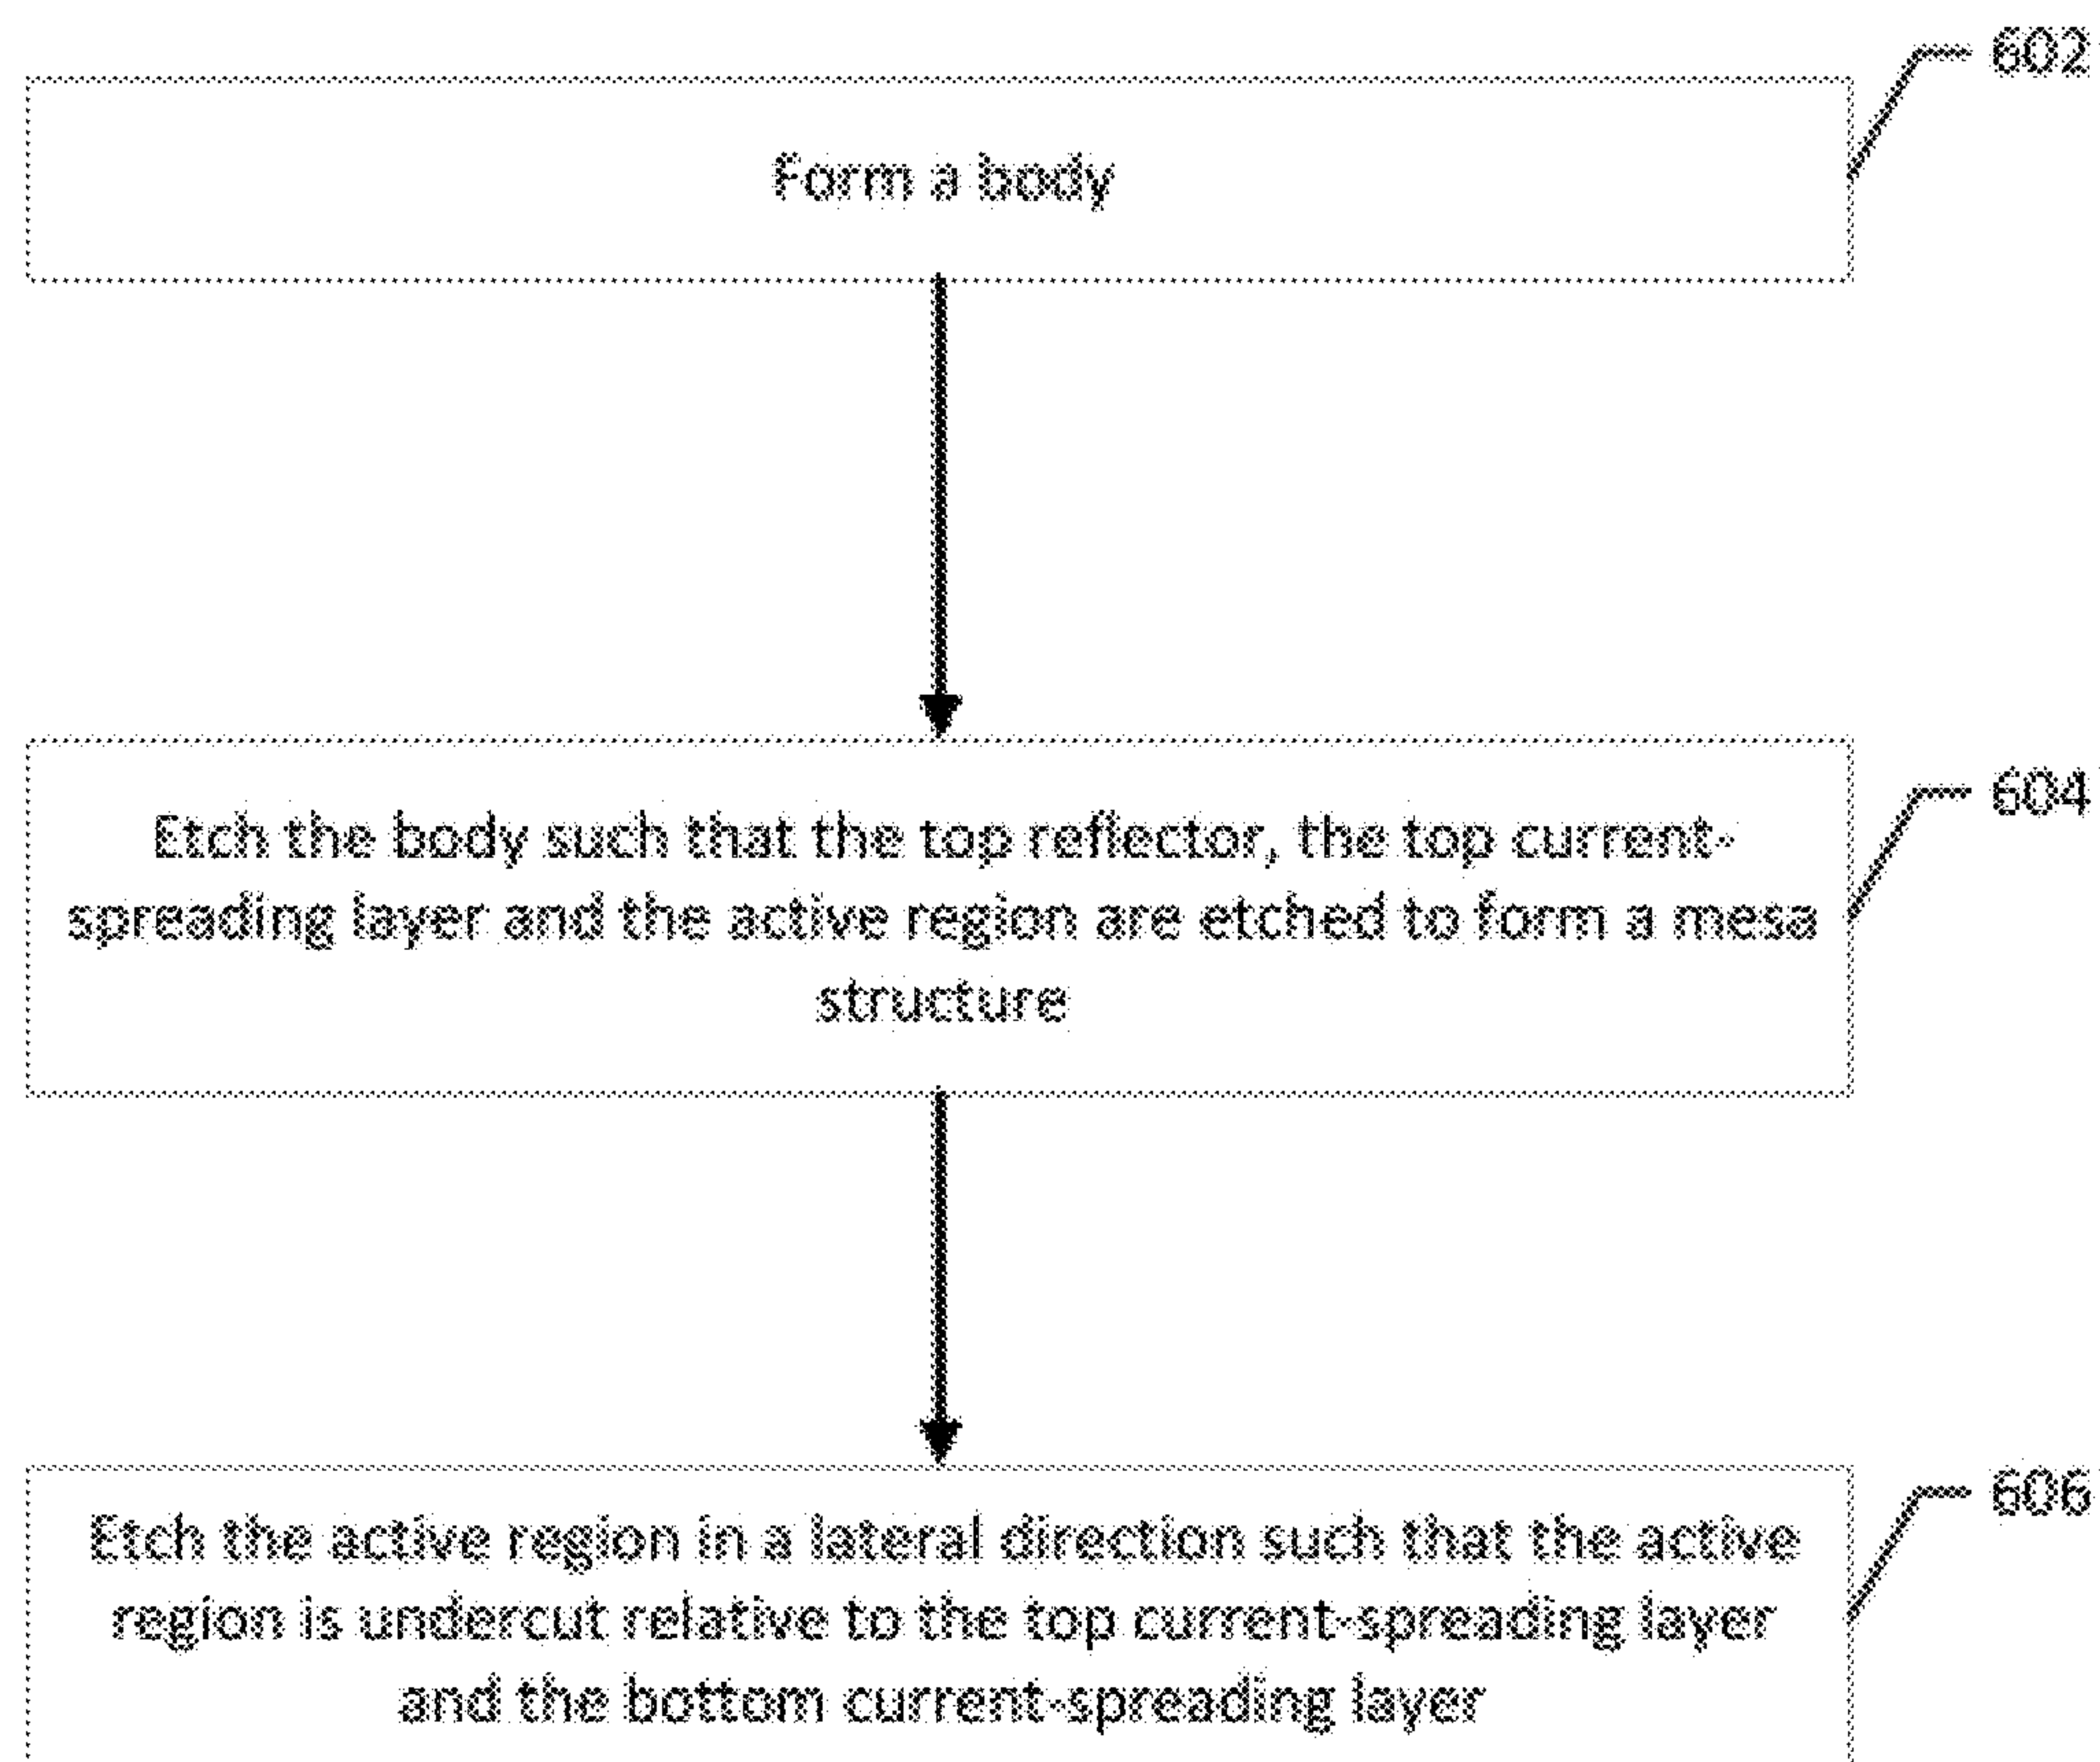 602
Form a body
604
Etch the body such that the top reflector, the top current-
spreading layer and the active region are etched to form a mesa
structure
606
Etch the active region in a lateral direction such that the active
region is undercut relative to the top current-spreading layer
and the bottom current-spreading layer